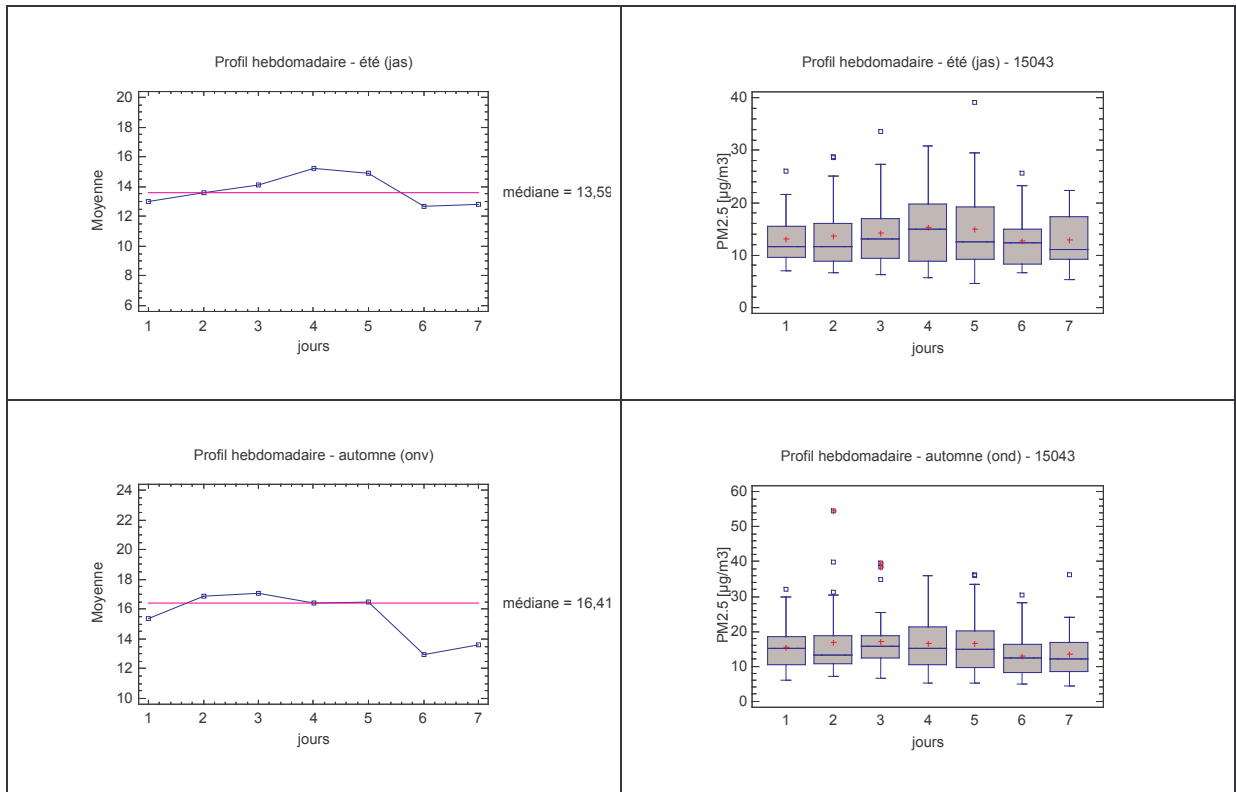 Profil hebdomadaire - été (jas)
20
18
16
14
12
10
8
6
Moyenne
médiane = 13,59
1 2 3 4 5 6 7
jours
Profil hebdomadaire - été (jas) - 15043
40
30
20
10
0
PM2.5 [µg/m3]
1 2 3 4 5 6 7
jours
Profil hebdomadaire - automne (onv)
24
22
20
18
16
14
12
10
Moyenne
médiane = 16,41
1 2 3 4 5 6 7
jours
Profil hebdomadaire - automne (ond) - 15043
60
50
40
30
20
10
0
PM2.5 [µg/m3]
1 2 3 4 5 6 7
jours